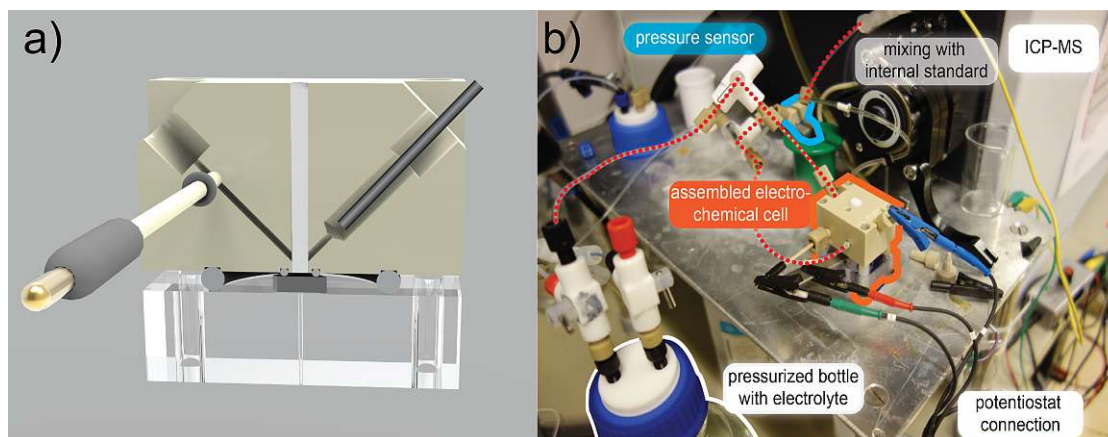 a)
b)
pressure sensor
mixing with
internal standard
ICP-MS
assembled electro-
chemical cell
pressurized bottle
with electrolyte
potentiostat
connection